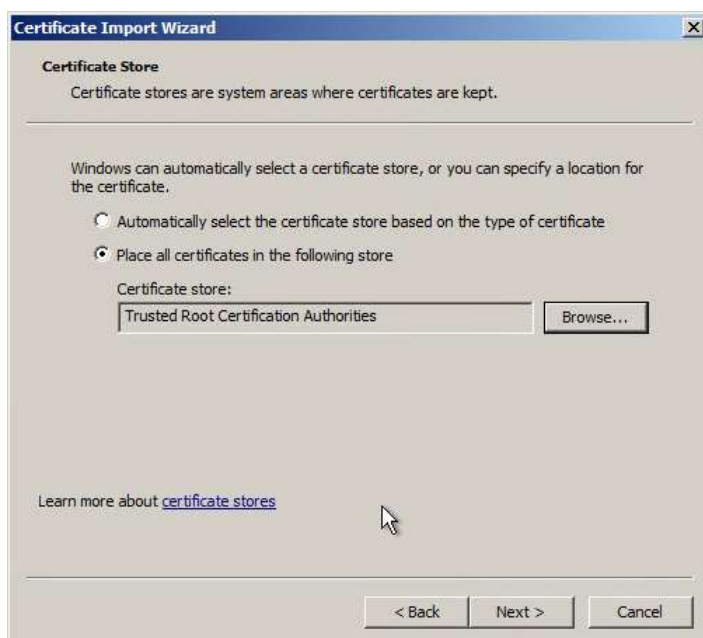 Certificate Import Wizard
Certificate Store
Certificate stores are system areas where certificates are kept.
Windows can automatically select a certificate store, or you can specify a location for
the certificate.
Automatically select the certificate store based on the type of certificate
Place all certificates in the following store
Certificate store:
Trusted Root Certification Authorities
Browse...
Learn more about certificate stores
< Back
Next >
Cancel